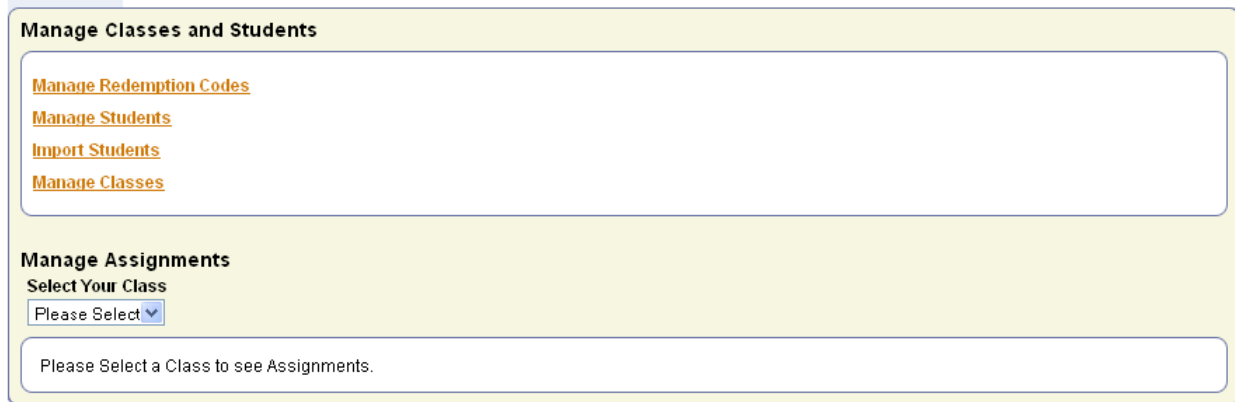 Manage Classes and Students
Manage Redemption Codes
Manage Students
Import Students
Manage Classes
Manage Assignments
Select Your Class
Please Select
Please Select a Class to see Assignments.